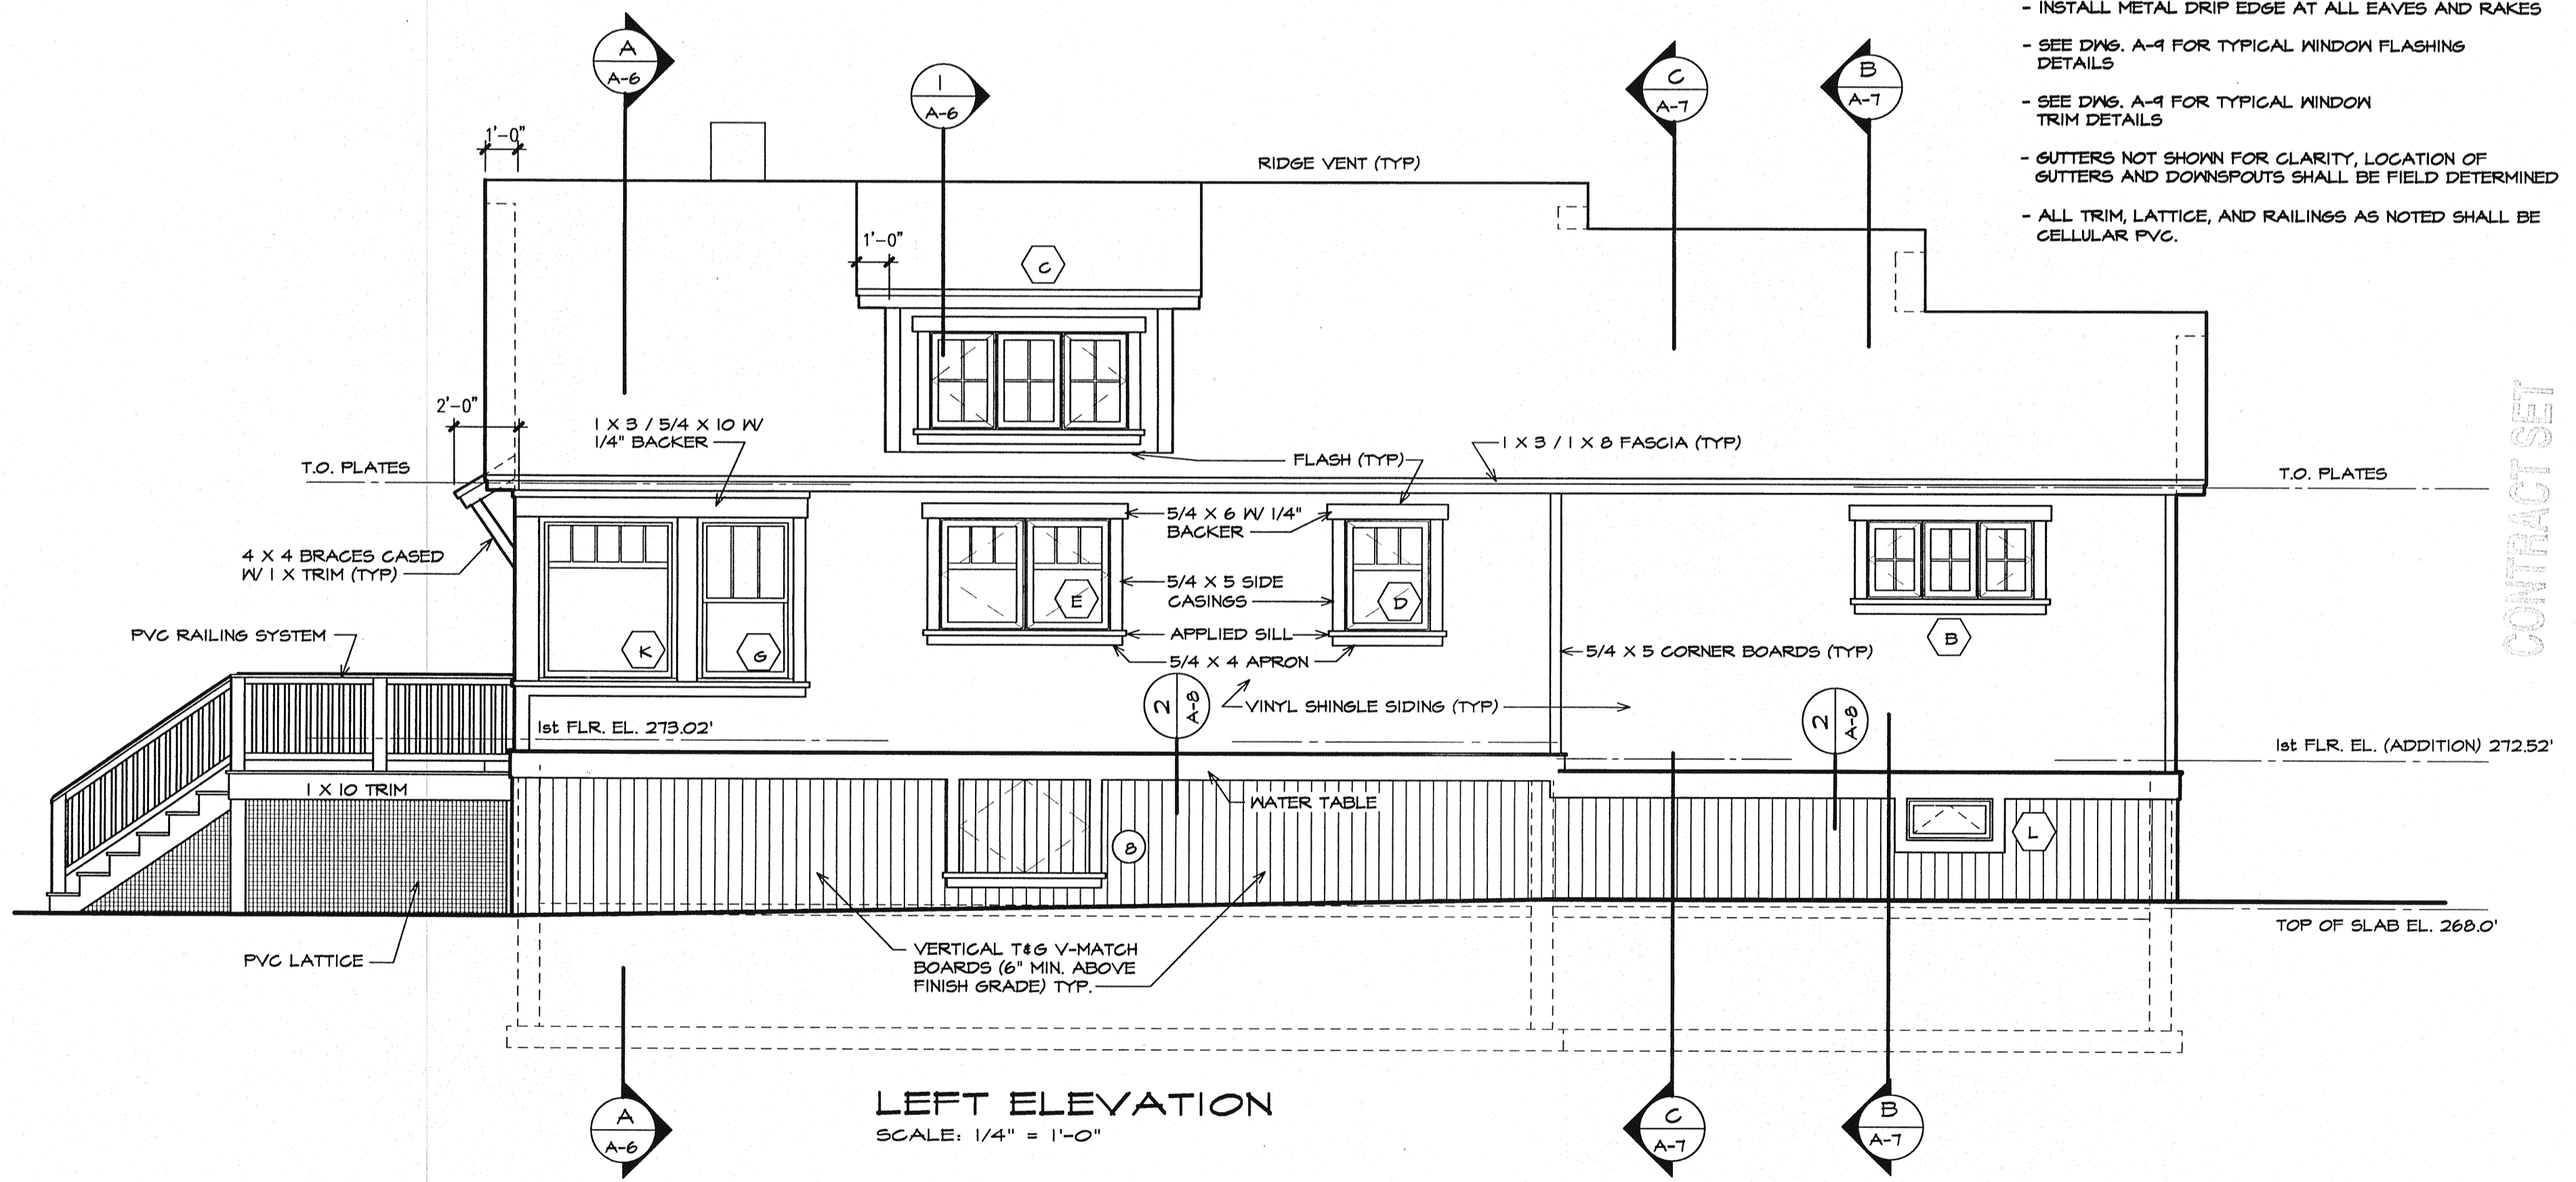 - INSTALL METAL DRIP EDGE AT ALL EAVES AND RAKES
- SEE DWG. A-9 FOR TYPICAL WINDOW FLASHING
DETAILS
- SEE DWG. A-9 FOR TYPICAL WINDOW
TRIM DETAILS
- GUTTERS NOT SHOWN FOR CLARITY, LOCATION OF
GUTTERS AND DOWNSPOUTS SHALL BE FIELD DETERMINED
- ALL TRIM, LATTICE, AND RAILINGS AS NOTED SHALL BE
CELLULAR PVC.
A
A-6
1
A-6
C
A-7
B
A-7
1'-0"
RIDGE VENT (TYP)
1'-0"
C
2'-0"
1 X 3 / 5/4 X 10 W/
1/4" BACKER
1 X 3 / 1 X 8 FASCIA (TYP)
FLASH (TYP)
T.O. PLATES
T.O. PLATES
CONTRACT SET
4 X 4 BRACES CASED
W/ 1 X TRIM (TYP)
5/4 X 6 W/ 1/4"
BACKER
5/4 X 5 SIDE
CASINGS
APPLIED SILL
5/4 X 4 APRON
K
G
E
D
B
5/4 X 5 CORNER BOARDS (TYP)
PVC RAILING SYSTEM
VINYL SHINGLE SIDING (TYP)
2
A-8
2
A-8
1st FLR. EL. 273.02'
1st FLR. EL. (ADDITION) 272.52'
1 X 10 TRIM
WATER TABLE
8
L
TOP OF SLAB EL. 268.0'
PVC LATTICE
VERTICAL T&G V-MATCH
BOARDS (6" MIN. ABOVE
FINISH GRADE) TYP.
LEFT ELEVATION
SCALE: 1/4" = 1'-0"
A
A-6
C
A-7
B
A-7